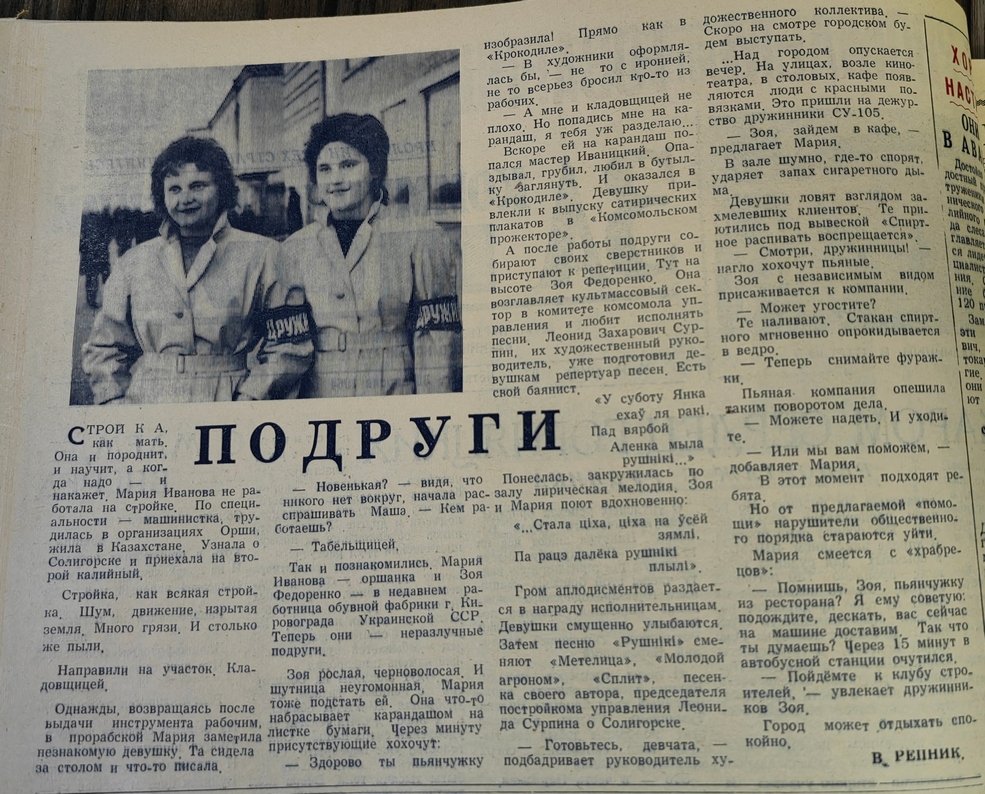 ДРУЖИ
ДРУЖИ
ПОДРУГИ
СТРОЙКА,
как мать.
Она и породнит,
и научит, а ког-
да надо — и
накажет. Мария Иванова не ра-
ботала на стройке. По специ-
альности — машинистка, тру-
дилась в организациях Орши,
жила в Казахстане. Узнала о
Солигорске и приехала на вто-
рой калийный.
Стройка, как всякая строй-
ка. Шум, движение, изрытая
земля. Много грязи. И столько
же пыли.
Направили на участок. Кла-
довщицей.
Однажды, возвращаясь после
выдачи инструмента рабочим,
в прорабской Мария заметила
незнакомую девушку. Та сидела
за столом и что-то писала.
— Новенькая? — видя, что
никого нет вокруг, начала рас-
спрашивать Маша. — Кем ра-
ботаешь?
— Табельщицей.
Так и познакомились. Мария
Иванова — оршанка и Зоя
Федоренко — в недавнем ра-
ботница обувной фабрики г. Ки-
ровограда Украинской ССР.
Теперь они — неразлучные
подруги.
Зоя рослая, черноволосая. И
шутница неугомонная, Мария
тоже подстать ей. Она что-то
набрасывает карандашом на
листке бумаги. Через минуту
присутствующие хохочут:
— Здорово ты пьянчужку
изобразила! Прямо как в
«Крокодиле».
— В художники оформля-
лась бы, — не то с иронией,
не то всерьез бросил кто-то из
рабочих.
— А мне и кладовщицей не
плохо. Но попадись мне на ка-
рандаш, я тебя уж разделаю...
Вскоре ей на карандаш по-
пался мастер Иваницкий. Опа-
здывал, грубил, любил в бутыл-
ку заглянуть. И оказался в
«Крокодиле». Девушку при-
влекли к выпуску сатирических
плакатов в «Комсомольском
прожекторе».
А после работы подруги со-
бирают своих сверстников и
приступают к репетиции. Тут на
высоте Зоя Федоренко. Она
возглавляет культмассовый сек-
тор в комитете комсомола уп-
равления и любит исполнять
песни. Леонид Захарович Сур-
пин, их художественный руко-
водитель, уже подготовил де-
вушкам репертуар песен. Есть
свой баянист.
«У суботу Янка
ехаў ля ракі,
Пад вярбой
Аленка мыла
рушнікі...»
Понеслась, закружилась по
залу лирическая мелодия. Зоя
и Мария поют вдохновенно:
«...Стала ціха, ціха на ўсёй
зямлі.
Па рацэ далёка рушнікі
плылі».
Гром аплодисментов раздает-
ся в награду исполнительницам.
Девушки смущенно улыбаются.
Затем песню «Рушнікі» сме-
няют «Метелица», «Молодой
агроном», «Сплит», песен-
ка своего автора, председателя
постройкома управления Леони-
да Сурпина о Солигорске.
— Готовьтесь, девчата, —
подбадривает руководитель ху-
дожественного коллектива. —
Скоро на смотре городском бу-
дем выступать.
...Над городом опускается
вечер. На улицах, возле кино-
театра, в столовых, кафе появ-
ляются люди с красными по-
вязками. Это пришли на дежур-
ство дружинники СУ-105.
— Зоя, зайдем в кафе, —
предлагает Мария.
В зале шумно, где-то спорят,
ударяет запах сигаретного ды-
ма.
Девушки ловят взглядом за-
хмелевших клиентов. Те при-
ютились под вывеской «Спирт-
ное распивать воспрещается».
— Смотри, дружинницы! —
нагло хохочут пьяные.
Зоя с независимым видом
присаживается к компании.
— Может угостите?
Те наливают. Стакан спирт-
ного мгновенно опрокидывается
в ведро.
— Теперь снимайте фураж-
ки.
Пьяная компания опешила
таким поворотом дела.
— Можете надеть. И уходи-
те.
— Или мы вам поможем, —
добавляет Мария.
В этот момент подходят ре-
бята.
Но от предлагаемой «помо-
щи» нарушители общественно-
го порядка стараются уйти.
Мария смеется с «храбре-
цов»:
— Помнишь, Зоя, пьянчужку
из ресторана? Я ему советую:
подождите, дескать, вас сейчас
на машине доставим. Так что
ты думаешь? Через 15 минут в
автобусной станции очутился.
— Пойдёмте к клубу стро-
ителей, — увлекает дружинни-
ков Зоя.
Город может отдыхать спо-
койно.
В. РЕПНИК.
ХО
НАСТ
ОНИ
В АВА